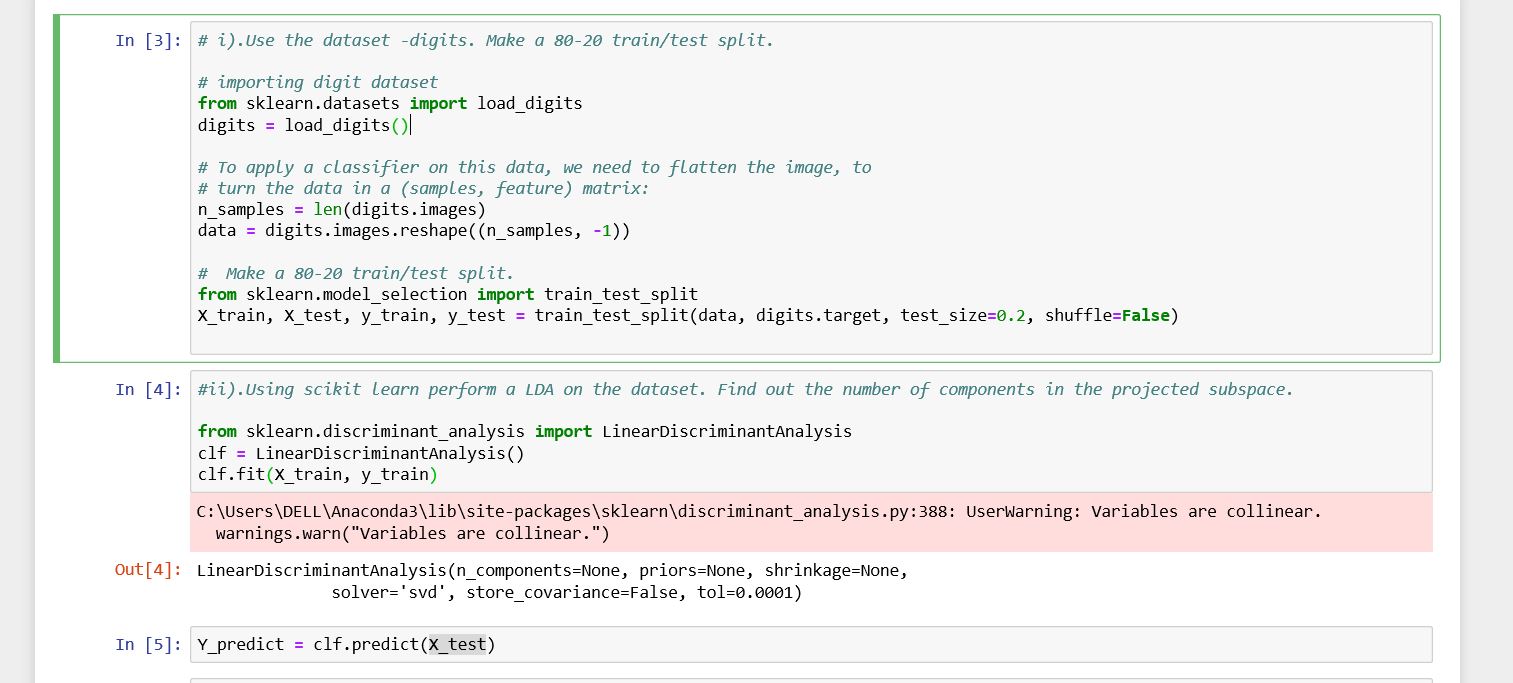 In [3]: # i).Use the dataset -digits. Make a 80-20 train/test split.
# importing digit dataset
from sklearn.datasets import load_digits
digits = load_digits()
# To apply a classifier on this data, we need to flatten the image, to
# turn the data in a (samples, feature) matrix:
n_samples = len(digits.images)
data = digits.images.reshape((n_samples, -1))
#  Make a 80-20 train/test split.
from sklearn.model_selection import train_test_split
X_train, X_test, y_train, y_test = train_test_split(data, digits.target, test_size=0.2, shuffle=False)
In [4]: #ii).Using scikit learn perform a LDA on the dataset. Find out the number of components in the projected subspace.
from sklearn.discriminant_analysis import LinearDiscriminantAnalysis
clf = LinearDiscriminantAnalysis()
clf.fit(X_train, y_train)
C:\Users\DELL\Anaconda3\lib\site-packages\sklearn\discriminant_analysis.py:388: UserWarning: Variables are collinear.
warnings.warn("Variables are collinear.")
Out[4]: LinearDiscriminantAnalysis(n_components=None, priors=None, shrinkage=None,
solver='svd', store_covariance=False, tol=0.0001)
In [5]: Y_predict = clf.predict(X_test)